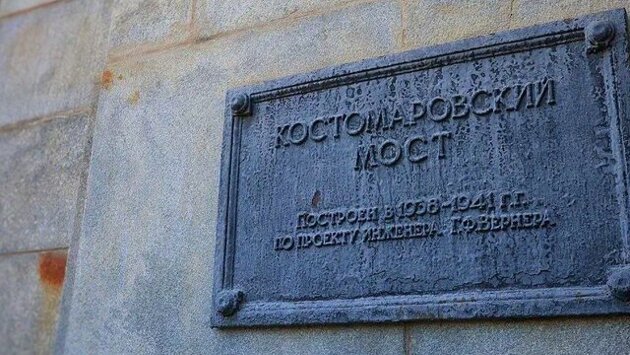 КОСТОМАРОВСКИЙ
МОСТ
ПОСТРОЕН В 1938-1941 Г.Г.
ПО ПРОЕКТУ ИНЖЕНЕРА Г.Ф.ВЕРНЕРА